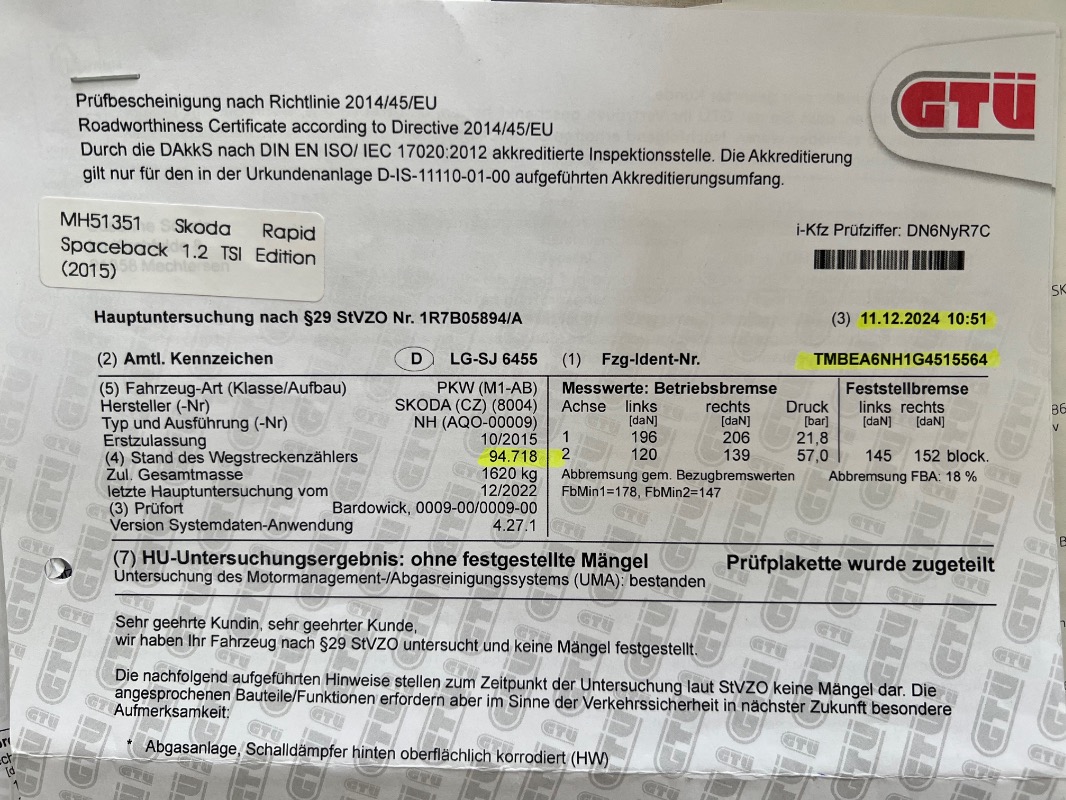 GTÜ
Prüfbescheinigung nach Richtlinie 2014/45/EU
Roadworthiness Certificate according to Directive 2014/45/EU
Durch die DAkkS nach DIN EN ISO/ IEC 17020:2012 akkreditierte Inspektionsstelle. Die Akkreditierung
gilt nur für den in der Urkundenanlage D-IS-11110-01-00 aufgeführten Akkreditierungsumfang.
MH51351 Skoda Rapid
Spaceback 1.2 TSI Edition
(2015)
i-Kfz Prüfziffer: DN6NyR7C
Hauptuntersuchung nach §29 StVZO Nr. 1R7B05894/A (3) 11.12.2024 10:51
(2) Amtl. Kennzeichen D LG-SJ 6455 (1) Fzg-Ident-Nr. TMBEA6NH1G4515564
(5) Fahrzeug-Art (Klasse/Aufbau) PKW (M1-AB)
Hersteller (-Nr) SKODA (CZ) (8004)
Typ und Ausführung (-Nr) NH (AQO-00009)
Erstzulassung 10/2015
(4) Stand des Wegstreckenzählers 94.718
Zul. Gesamtmasse 1620 kg
letzte Hauptuntersuchung vom 12/2022
(3) Prüfort Bardowick, 0009-00/0009-00
Version Systemdaten-Anwendung 4.27.1
Messwerte: Betriebsbremse Feststellbremse
Achse links rechts Druck links rechts
[daN] [daN] [bar] [daN] [daN]
1 196 206 21,8
2 120 139 57,0 145 152 block.
Abbremsung gem. Bezugbremswerten Abbremsung FBA: 18 %
FbMin1=178, FbMin2=147
(7) HU-Untersuchungsergebnis: ohne festgestellte Mängel Prüfplakette wurde zugeteilt
Untersuchung des Motormanagement-/Abgasreinigungssystems (UMA): bestanden
Sehr geehrte Kundin, sehr geehrter Kunde,
wir haben Ihr Fahrzeug nach §29 StVZO untersucht und keine Mängel festgestellt.
Die nachfolgend aufgeführten Hinweise stellen zum Zeitpunkt der Untersuchung laut StVZO keine Mängel dar. Die
angesprochenen Bauteile/Funktionen erfordern aber im Sinne der Verkehrssicherheit in nächster Zukunft besondere
Aufmerksamkeit:
* Abgasanlage, Schalldämpfer hinten oberflächlich korrodiert (HW)